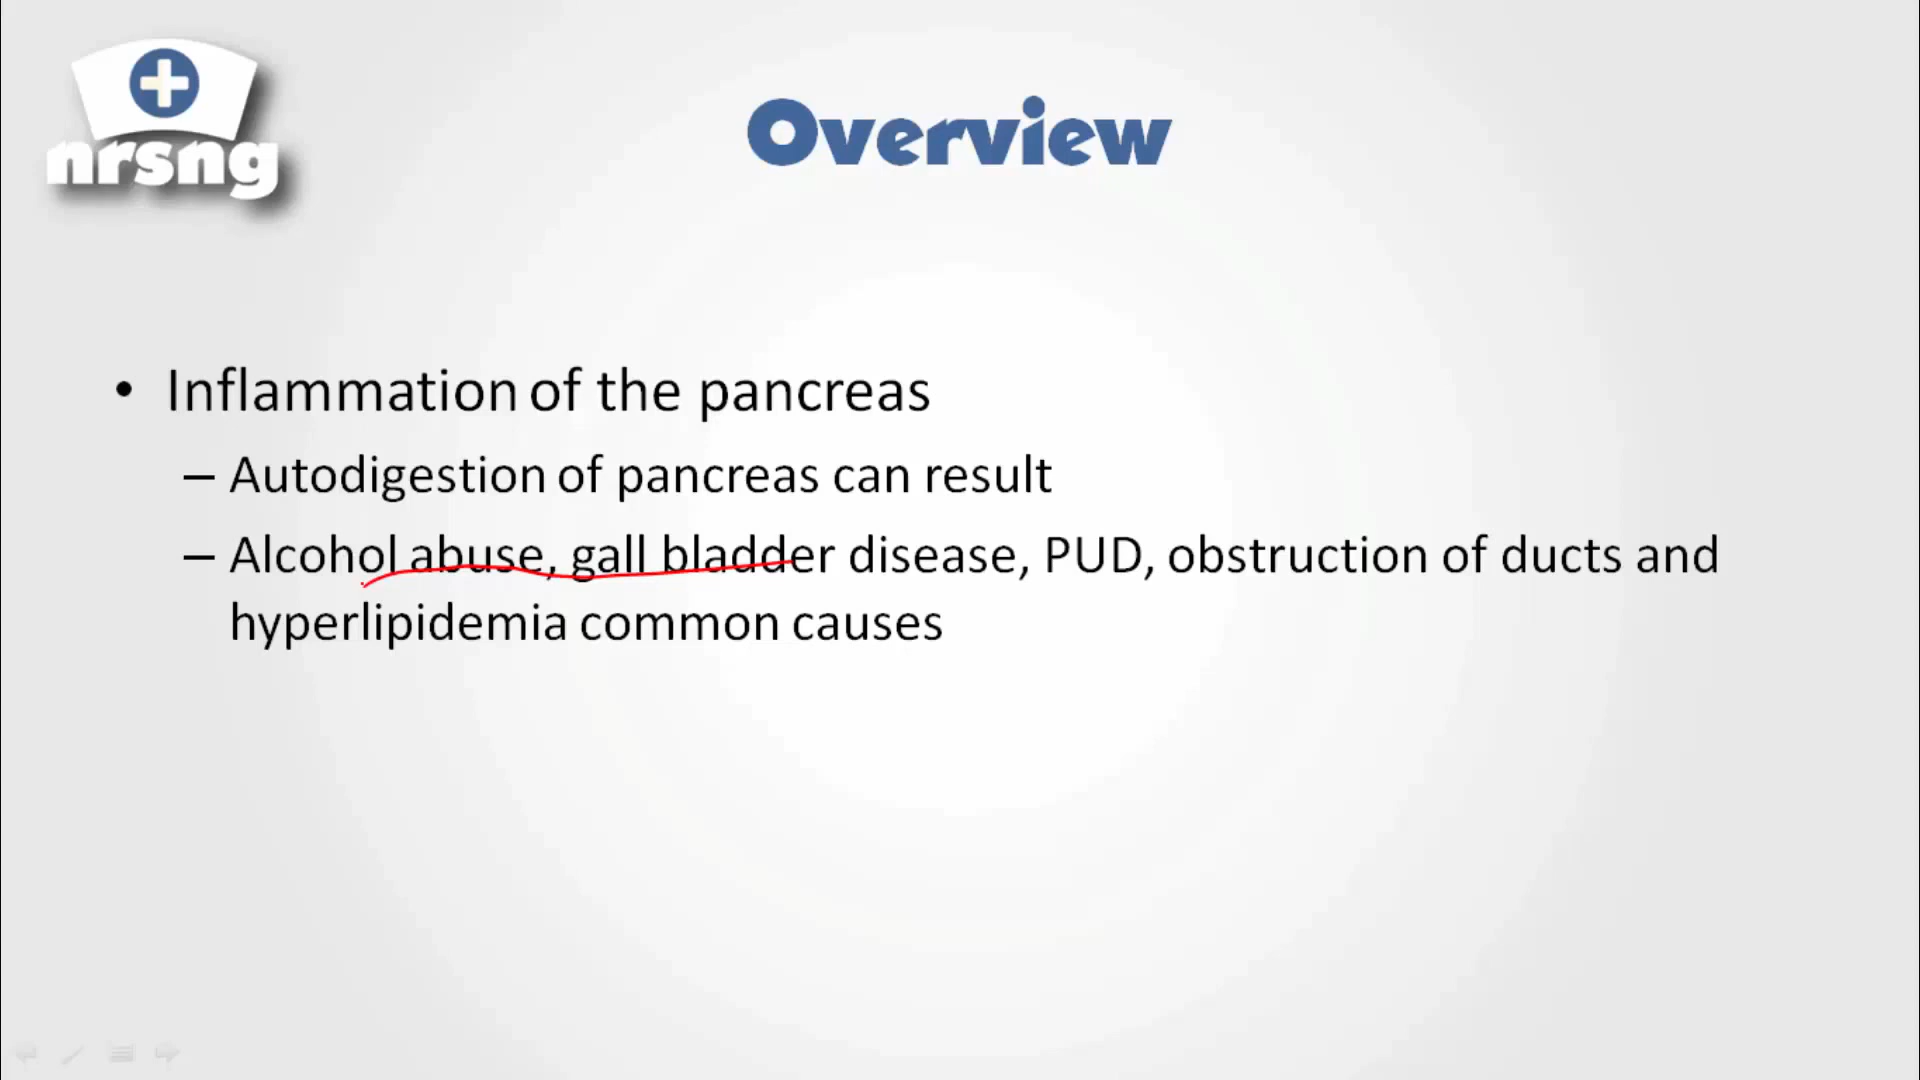 nrsng
Overview
• Inflammation of the pancreas
– Autodigestion of pancreas can result
– Alcohol abuse, gall bladder disease, PUD, obstruction of ducts and
hyperlipidemia common causes